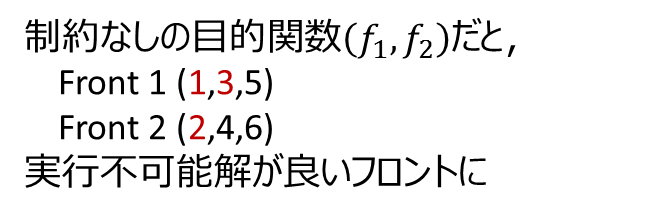 制約なしの目的関数(f₁,f₂)だと,
Front 1 (1,3,5)
Front 2 (2,4,6)
実行不可能解が良いフロントに